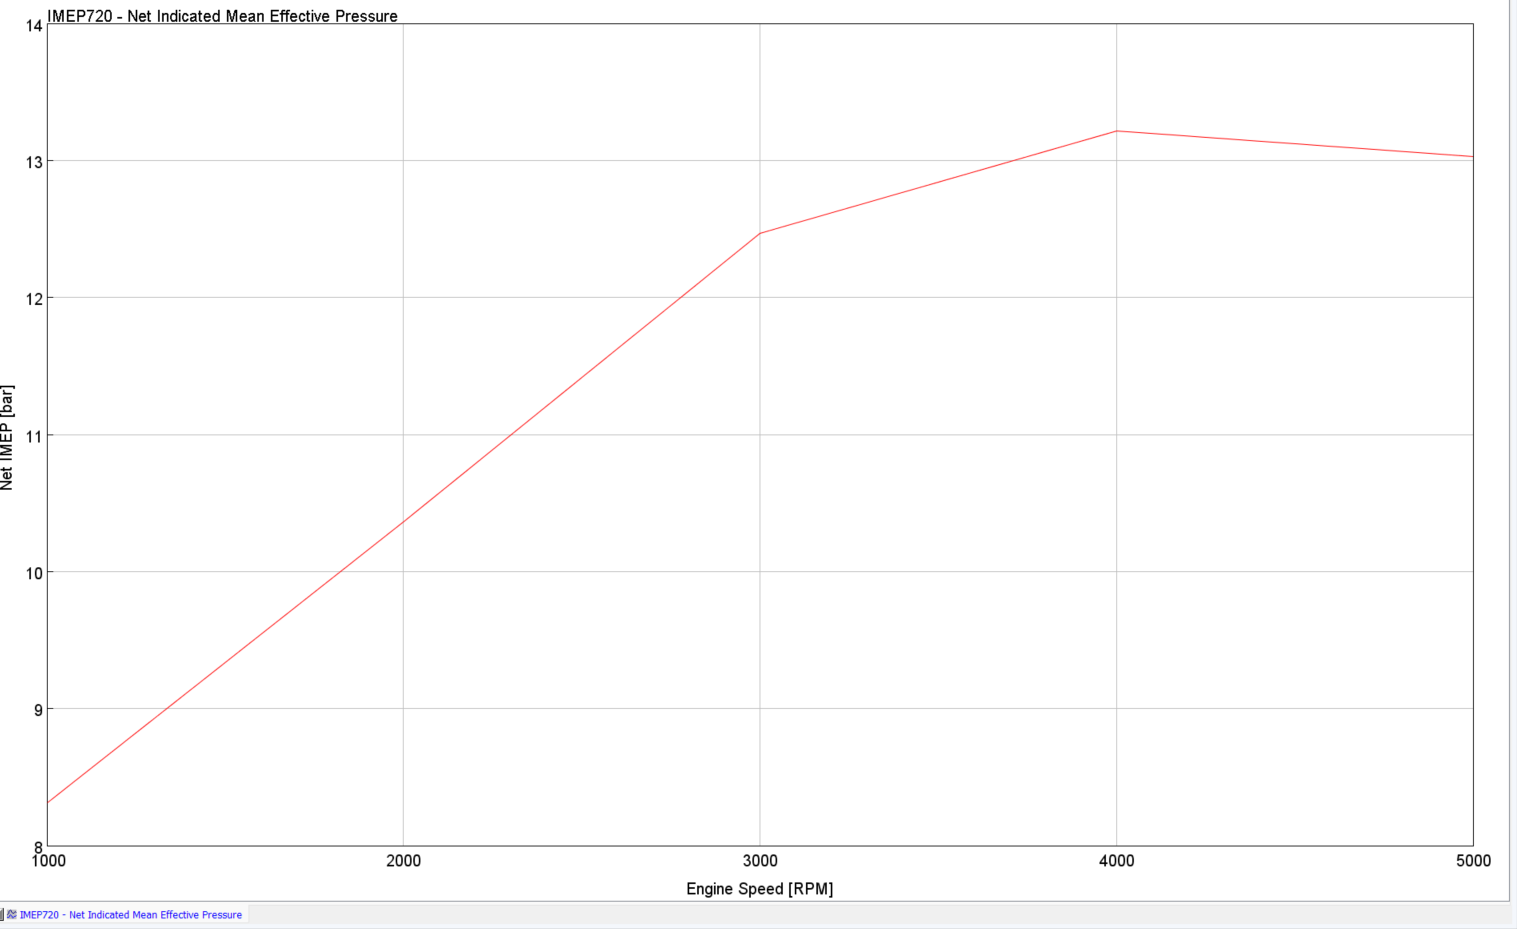 IMEP720 - Net Indicated Mean Effective Pressure
14
13
12
11
10
9
8
Net IMEP [bar]
1000 2000 3000 4000 5000
Engine Speed [RPM]
IMEP720 - Net Indicated Mean Effective Pressure